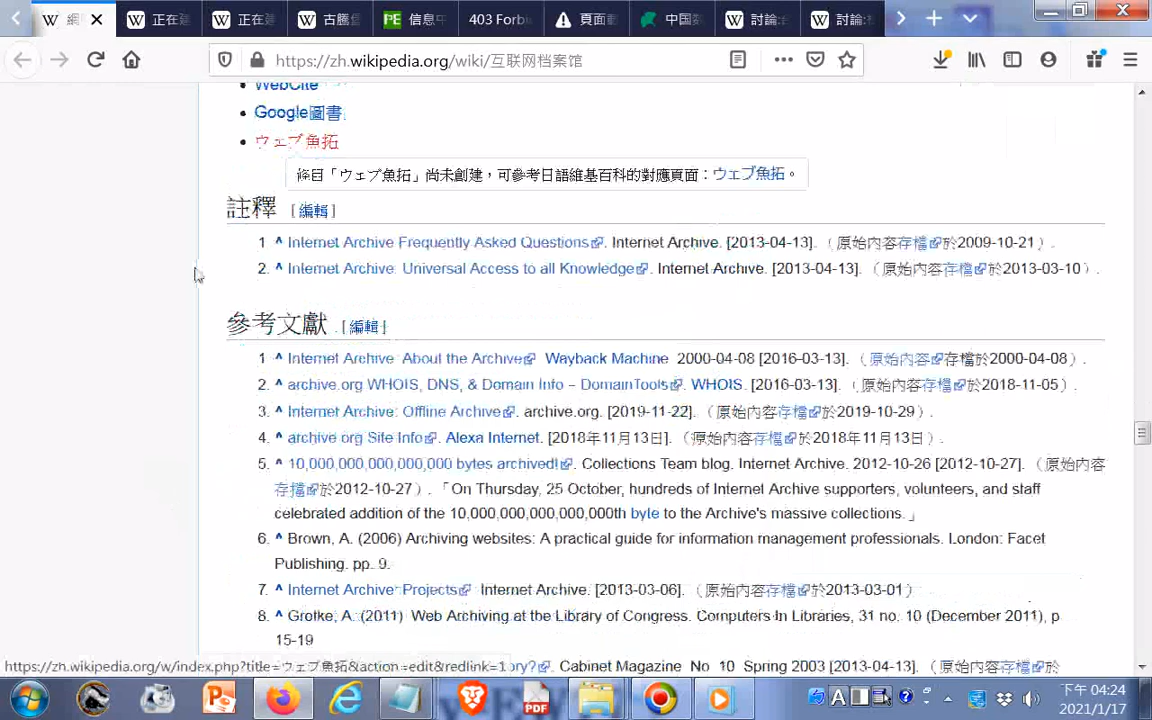 網
正在建
正在建
古騰
信息中
403 Forbi
頁面
中国
討論:
討論:
https://zh.wikipedia.org/wiki/互联网档案馆
WebCite
Google圖書
ウェブ魚拓
條目「ウェブ魚拓」尚未創建，可參考日語維基百科的對應頁面：ウェブ魚拓。
註釋 [編輯]
1 ^ Internet Archive Frequently Asked Questions. Internet Archive. [2013-04-13]. （原始內容存檔於2009-10-21）.
2. ^ Internet Archive: Universal Access to all Knowledge. Internet Archive. [2013-04-13]. （原始內容存檔於2013-03-10）.
參考文獻 [編輯]
1 ^ Internet Archive: About the Archive Wayback Machine 2000-04-08 [2016-03-13]. （原始內容存檔於2000-04-08）.
2. ^ archive.org WHOIS, DNS, & Domain Info – DomainTools. WHOIS. [2016-03-13]. （原始內容存檔於2018-11-05）.
3. ^ Internet Archive: Offline Archive. archive.org. [2019-11-22]. （原始內容存檔於2019-10-29）.
4. ^ archive org Site Info. Alexa Internet. [2018年11月13日]. （原始內容存檔於2018年11月13日）.
5. ^ 10,000,000,000,000,000 bytes archived!. Collections Team blog. Internet Archive. 2012-10-26 [2012-10-27]. （原始內容
存檔於2012-10-27）. 「On Thursday, 25 October, hundreds of Internet Archive supporters, volunteers, and staff
celebrated addition of the 10,000,000,000,000,000th byte to the Archive's massive collections.」
6. ^ Brown, A. (2006) Archiving websites: A practical guide for information management professionals. London: Facet
Publishing. pp. 9.
7. ^ Internet Archive: Projects. Internet Archive. [2013-03-06]. （原始內容存檔於2013-03-01）
8. ^ Grotke, A. (2011) Web Archiving at the Library of Congress. Computers In Libraries, 31 no. 10 (December 2011), p
15-19
https://zh.wikipedia.org/w/index.php?title=ウェブ魚拓&action=edit&redlink=1 ory?. Cabinet Magazine No. 10 Spring 2003 [2013-04-13]. （原始內容存檔於
下午 04:24
2021/1/17